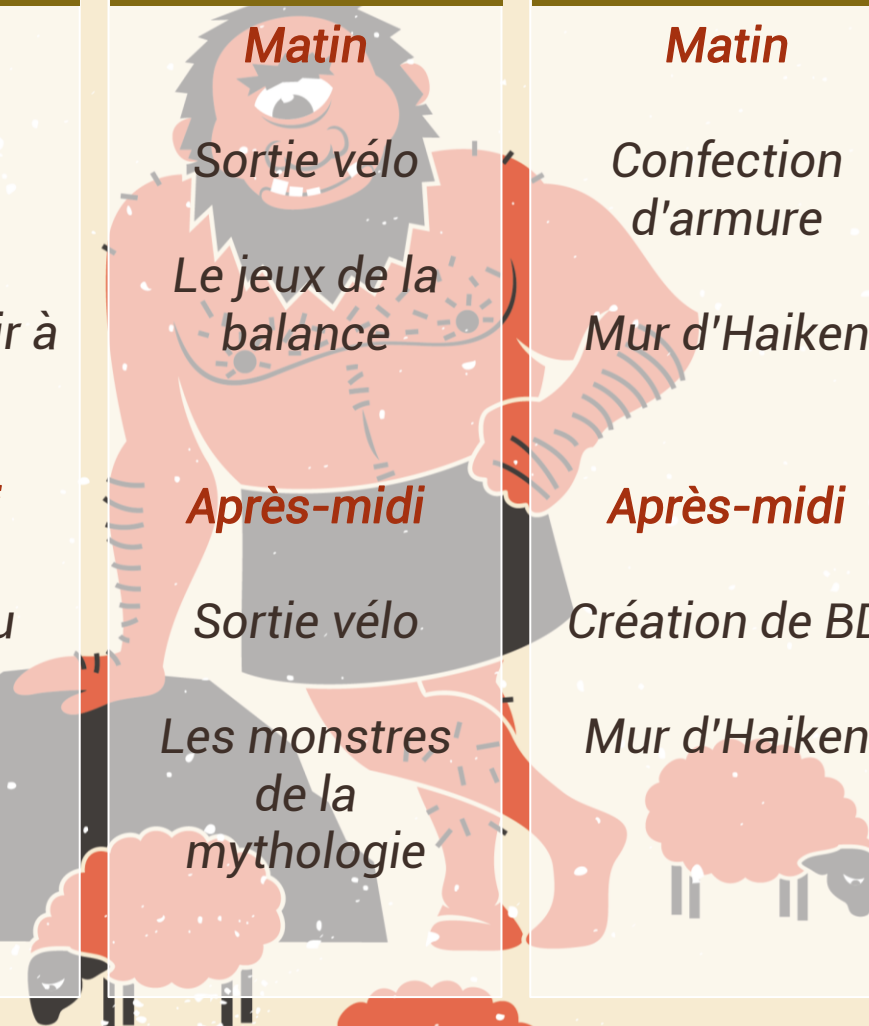 ir à
u
Matin
Sortie vélo
Le jeux de la
balance
Après-midi
Sortie vélo
Les monstres
de la
mythologie
Matin
Confection
d'armure
Mur d'Haiken
Après-midi
Création de BD
Mur d'Haiken